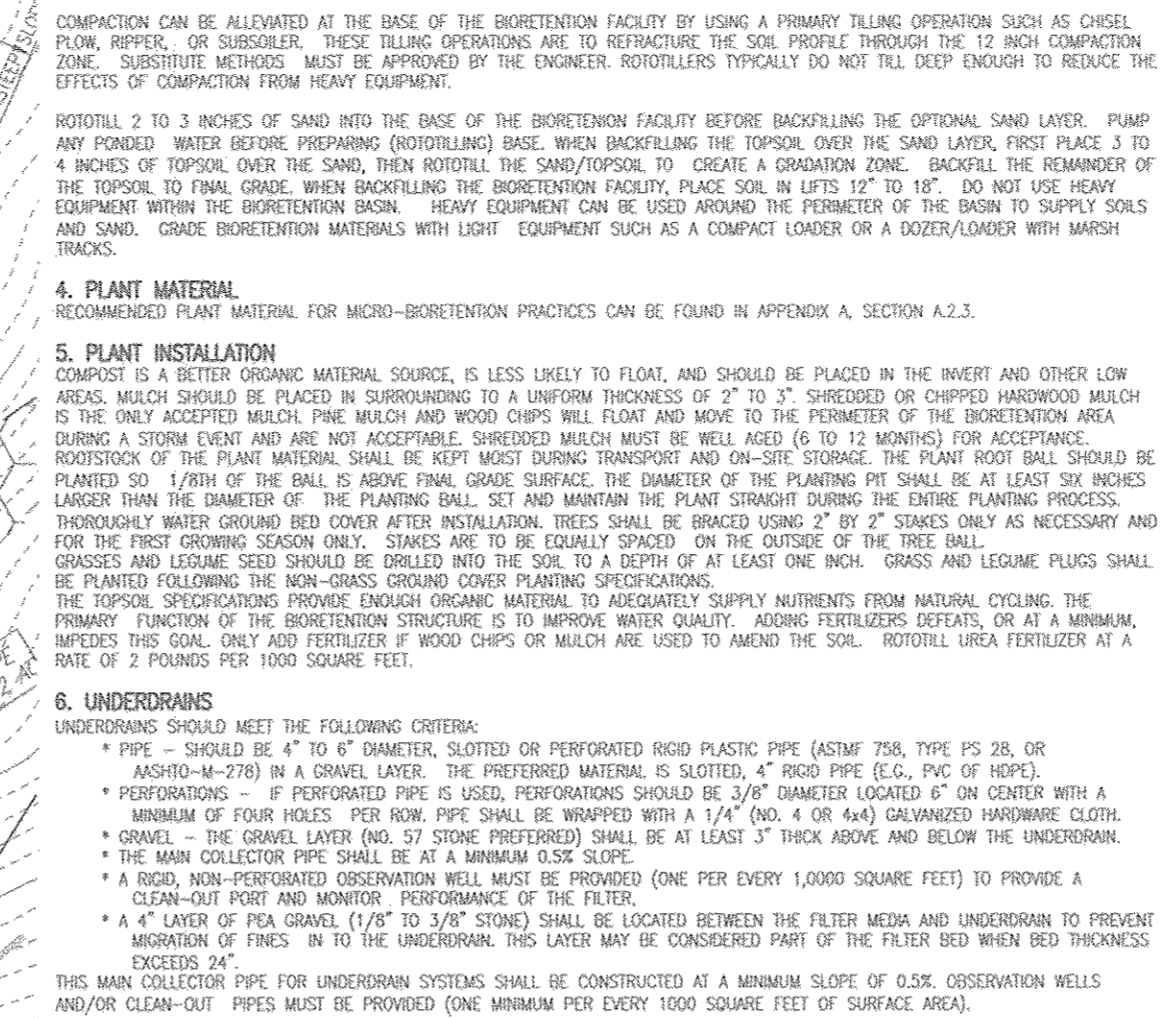 STEEP SLOP
COMPACTION CAN BE ALLEVIATED AT THE BASE OF THE BIORETENTION FACILITY BY USING A PRIMARY TILLING OPERATION SUCH AS CHISEL
PLOW, RIPPER, OR SUBSOILER. THESE TILLING OPERATIONS ARE TO REFRACTURE THE SOIL PROFILE THROUGH THE 12 INCH COMPACTION
ZONE. SUBSTITUTE METHODS MUST BE APPROVED BY THE ENGINEER. ROTOTILLERS TYPICALLY DO NOT TILL DEEP ENOUGH TO REDUCE THE
EFFECTS OF COMPACTION FROM HEAVY EQUIPMENT.
ROTOTILL 2 TO 3 INCHES OF SAND INTO THE BASE OF THE BIORETENION FACILITY BEFORE BACKFILLING THE OPTIONAL SAND LAYER. PUMP
ANY PONDED WATER BEFORE PREPARING (ROTOTILLING) BASE. WHEN BACKFILLING THE TOPSOIL OVER THE SAND LAYER, FIRST PLACE 3 TO
4 INCHES OF TOPSOIL OVER THE SAND, THEN ROTOTILL THE SAND/TOPSOIL TO CREATE A GRADATION ZONE. BACKFILL THE REMAINDER OF
THE TOPSOIL TO FINAL GRADE. WHEN BACKFILLING THE BIORETENTION FACILITY, PLACE SOIL IN LIFTS 12" TO 18". DO NOT USE HEAVY
EQUIPMENT WITHIN THE BIORETENTION BASIN. HEAVY EQUIPMENT CAN BE USED AROUND THE PERIMETER OF THE BASIN TO SUPPLY SOILS
AND SAND. GRADE BIORETENTION MATERIALS WITH LIGHT EQUIPMENT SUCH AS A COMPACT LOADER OR A DOZER/LOADER WITH MARSH
TRACKS.
4. PLANT MATERIAL
RECOMMENDED PLANT MATERIAL FOR MICRO-BIORETENTION PRACTICES CAN BE FOUND IN APPENDIX A, SECTION A.2.3.
5. PLANT INSTALLATION
COMPOST IS A BETTER ORGANIC MATERIAL SOURCE, IS LESS LIKELY TO FLOAT, AND SHOULD BE PLACED IN THE INVERT AND OTHER LOW
AREAS. MULCH SHOULD BE PLACED IN SURROUNDING TO A UNIFORM THICKNESS OF 2" TO 3". SHREDDED OR CHIPPED HARDWOOD MULCH
IS THE ONLY ACCEPTED MULCH. PINE MULCH AND WOOD CHIPS WILL FLOAT AND MOVE TO THE PERIMETER OF THE BIORETENTION AREA
DURING A STORM EVENT AND ARE NOT ACCEPTABLE. SHREDDED MULCH MUST BE WELL AGED (6 TO 12 MONTHS) FOR ACCEPTANCE.
ROOTSTOCK OF THE PLANT MATERIAL SHALL BE KEPT MOIST DURING TRANSPORT AND ON-SITE STORAGE. THE PLANT ROOT BALL SHOULD BE
PLANTED SO 1/8TH OF THE BALL IS ABOVE FINAL GRADE SURFACE. THE DIAMETER OF THE PLANTING PIT SHALL BE AT LEAST SIX INCHES
LARGER THAN THE DIAMETER OF THE PLANTING BALL. SET AND MAINTAIN THE PLANT STRAIGHT DURING THE ENTIRE PLANTING PROCESS.
THOROUGHLY WATER GROUND BED COVER AFTER INSTALLATION. TREES SHALL BE BRACED USING 2" BY 2" STAKES ONLY AS NECESSARY AND
FOR THE FIRST GROWING SEASON ONLY. STAKES ARE TO BE EQUALLY SPACED ON THE OUTSIDE OF THE TREE BALL.
GRASSES AND LEGUME SEED SHOULD BE DRILLED INTO THE SOIL TO A DEPTH OF AT LEAST ONE INCH. GRASS AND LEGUME PLUGS SHALL
BE PLANTED FOLLOWING THE NON-GRASS GROUND COVER PLANTING SPECIFICATIONS.
THE TOPSOIL SPECIFICATIONS PROVIDE ENOUGH ORGANIC MATERIAL TO ADEQUATELY SUPPLY NUTRIENTS FROM NATURAL CYCLING. THE
PRIMARY FUNCTION OF THE BIORETENTION STRUCTURE IS TO IMPROVE WATER QUALITY. ADDING FERTILIZERS DEFEATS, OR AT A MINIMUM,
IMPEDES THIS GOAL. ONLY ADD FERTILIZER IF WOOD CHIPS OR MULCH ARE USED TO AMEND THE SOIL. ROTOTILL UREA FERTILIZER AT A
RATE OF 2 POUNDS PER 1000 SQUARE FEET.
6. UNDERDRAINS
UNDERDRAINS SHOULD MEET THE FOLLOWING CRITERIA:
* PIPE - SHOULD BE 4" TO 6" DIAMETER, SLOTTED OR PERFORATED RIGID PLASTIC PIPE (ASTMF 758, TYPE PS 28, OR
AASHTO-M-278) IN A GRAVEL LAYER. THE PREFERRED MATERIAL IS SLOTTED, 4" RIGID PIPE (E.G., PVC OF HDPE).
* PERFORATIONS - IF PERFORATED PIPE IS USED, PERFORATIONS SHOULD BE 3/8" DIAMETER LOCATED 6" ON CENTER WITH A
MINIMUM OF FOUR HOLES PER ROW. PIPE SHALL BE WRAPPED WITH A 1/4" (NO. 4 OR 4x4) GALVANIZED HARDWARE CLOTH.
* GRAVEL - THE GRAVEL LAYER (NO. 57 STONE PREFERRED) SHALL BE AT LEAST 3" THICK ABOVE AND BELOW THE UNDERDRAIN.
* THE MAIN COLLECTOR PIPE SHALL BE AT A MINIMUM 0.5% SLOPE.
* A RIGID, NON-PERFORATED OBSERVATION WELL MUST BE PROVIDED (ONE PER EVERY 1,0000 SQUARE FEET) TO PROVIDE A
CLEAN-OUT PORT AND MONITOR PERFORMANCE OF THE FILTER.
* A 4" LAYER OF PEA GRAVEL (1/8" TO 3/8" STONE) SHALL BE LOCATED BETWEEN THE FILTER MEDIA AND UNDERDRAIN TO PREVENT
MIGRATION OF FINES IN TO THE UNDERDRAIN. THIS LAYER MAY BE CONSIDERED PART OF THE FILTER BED WHEN BED THICKNESS
EXCEEDS 24".
THIS MAIN COLLECTOR PIPE FOR UNDERDRAIN SYSTEMS SHALL BE CONSTRUCTED AT A MINIMUM SLOPE OF 0.5%. OBSERVATION WELLS
AND/OR CLEAN-OUT PIPES MUST BE PROVIDED (ONE MINIMUM PER EVERY 1000 SQUARE FEET OF SURFACE AREA).